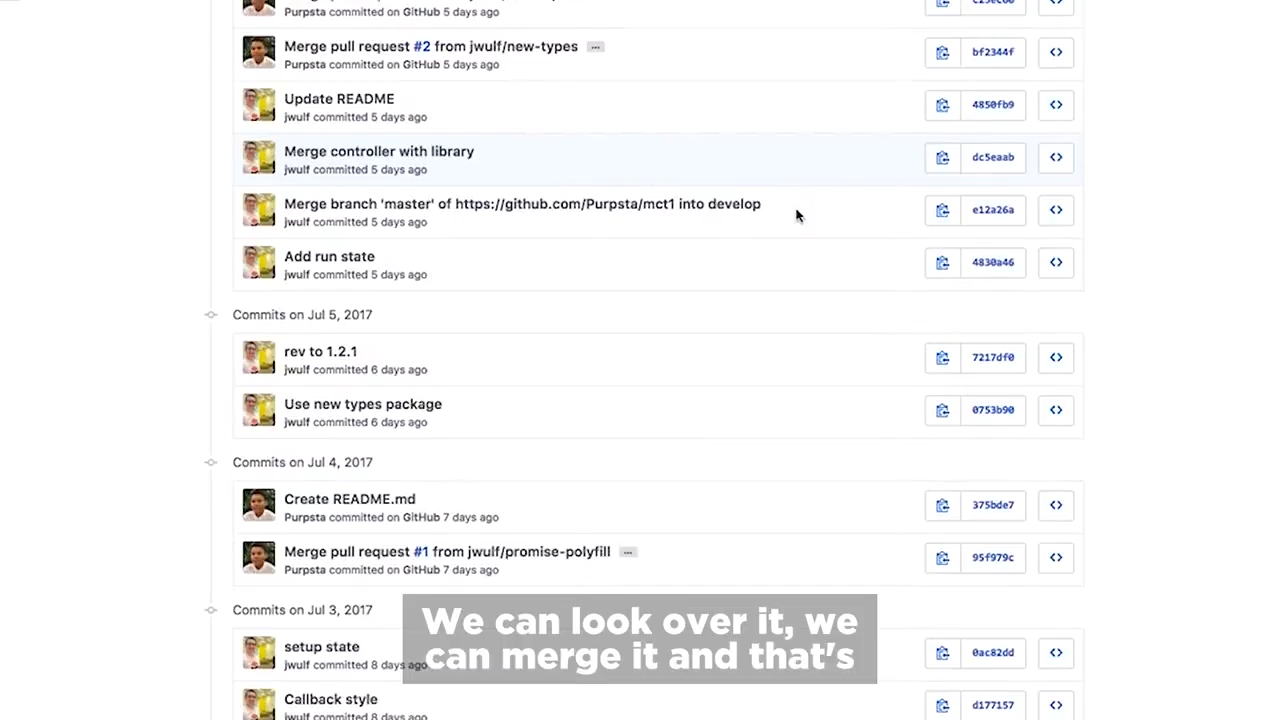 Purpsta committed on GitHub 5 days ago
Merge pull request #2 from jwulf/new-types ...
Purpsta committed on GitHub 5 days ago
bf2344f
Update README
jwulf committed 5 days ago
4850fb9
Merge controller with library
jwulf committed 5 days ago
dc5eaab
Merge branch 'master' of https://github.com/Purpsta/mct1 into develop
jwulf committed 5 days ago
e12a26a
Add run state
jwulf committed 5 days ago
4830a46
Commits on Jul 5, 2017
rev to 1.2.1
jwulf committed 6 days ago
7217df0
Use new types package
jwulf committed 6 days ago
0753b90
Commits on Jul 4, 2017
Create README.md
Purpsta committed on GitHub 7 days ago
375bde7
Merge pull request #1 from jwulf/promise-polyfill ...
Purpsta committed on GitHub 7 days ago
95f979c
Commits on Jul 3, 2017
setup state
jwulf committed 8 days ago
0ac82dd
Callback style
jwulf committed 8 days ago
d177157
We can look over it, we
can merge it and that's